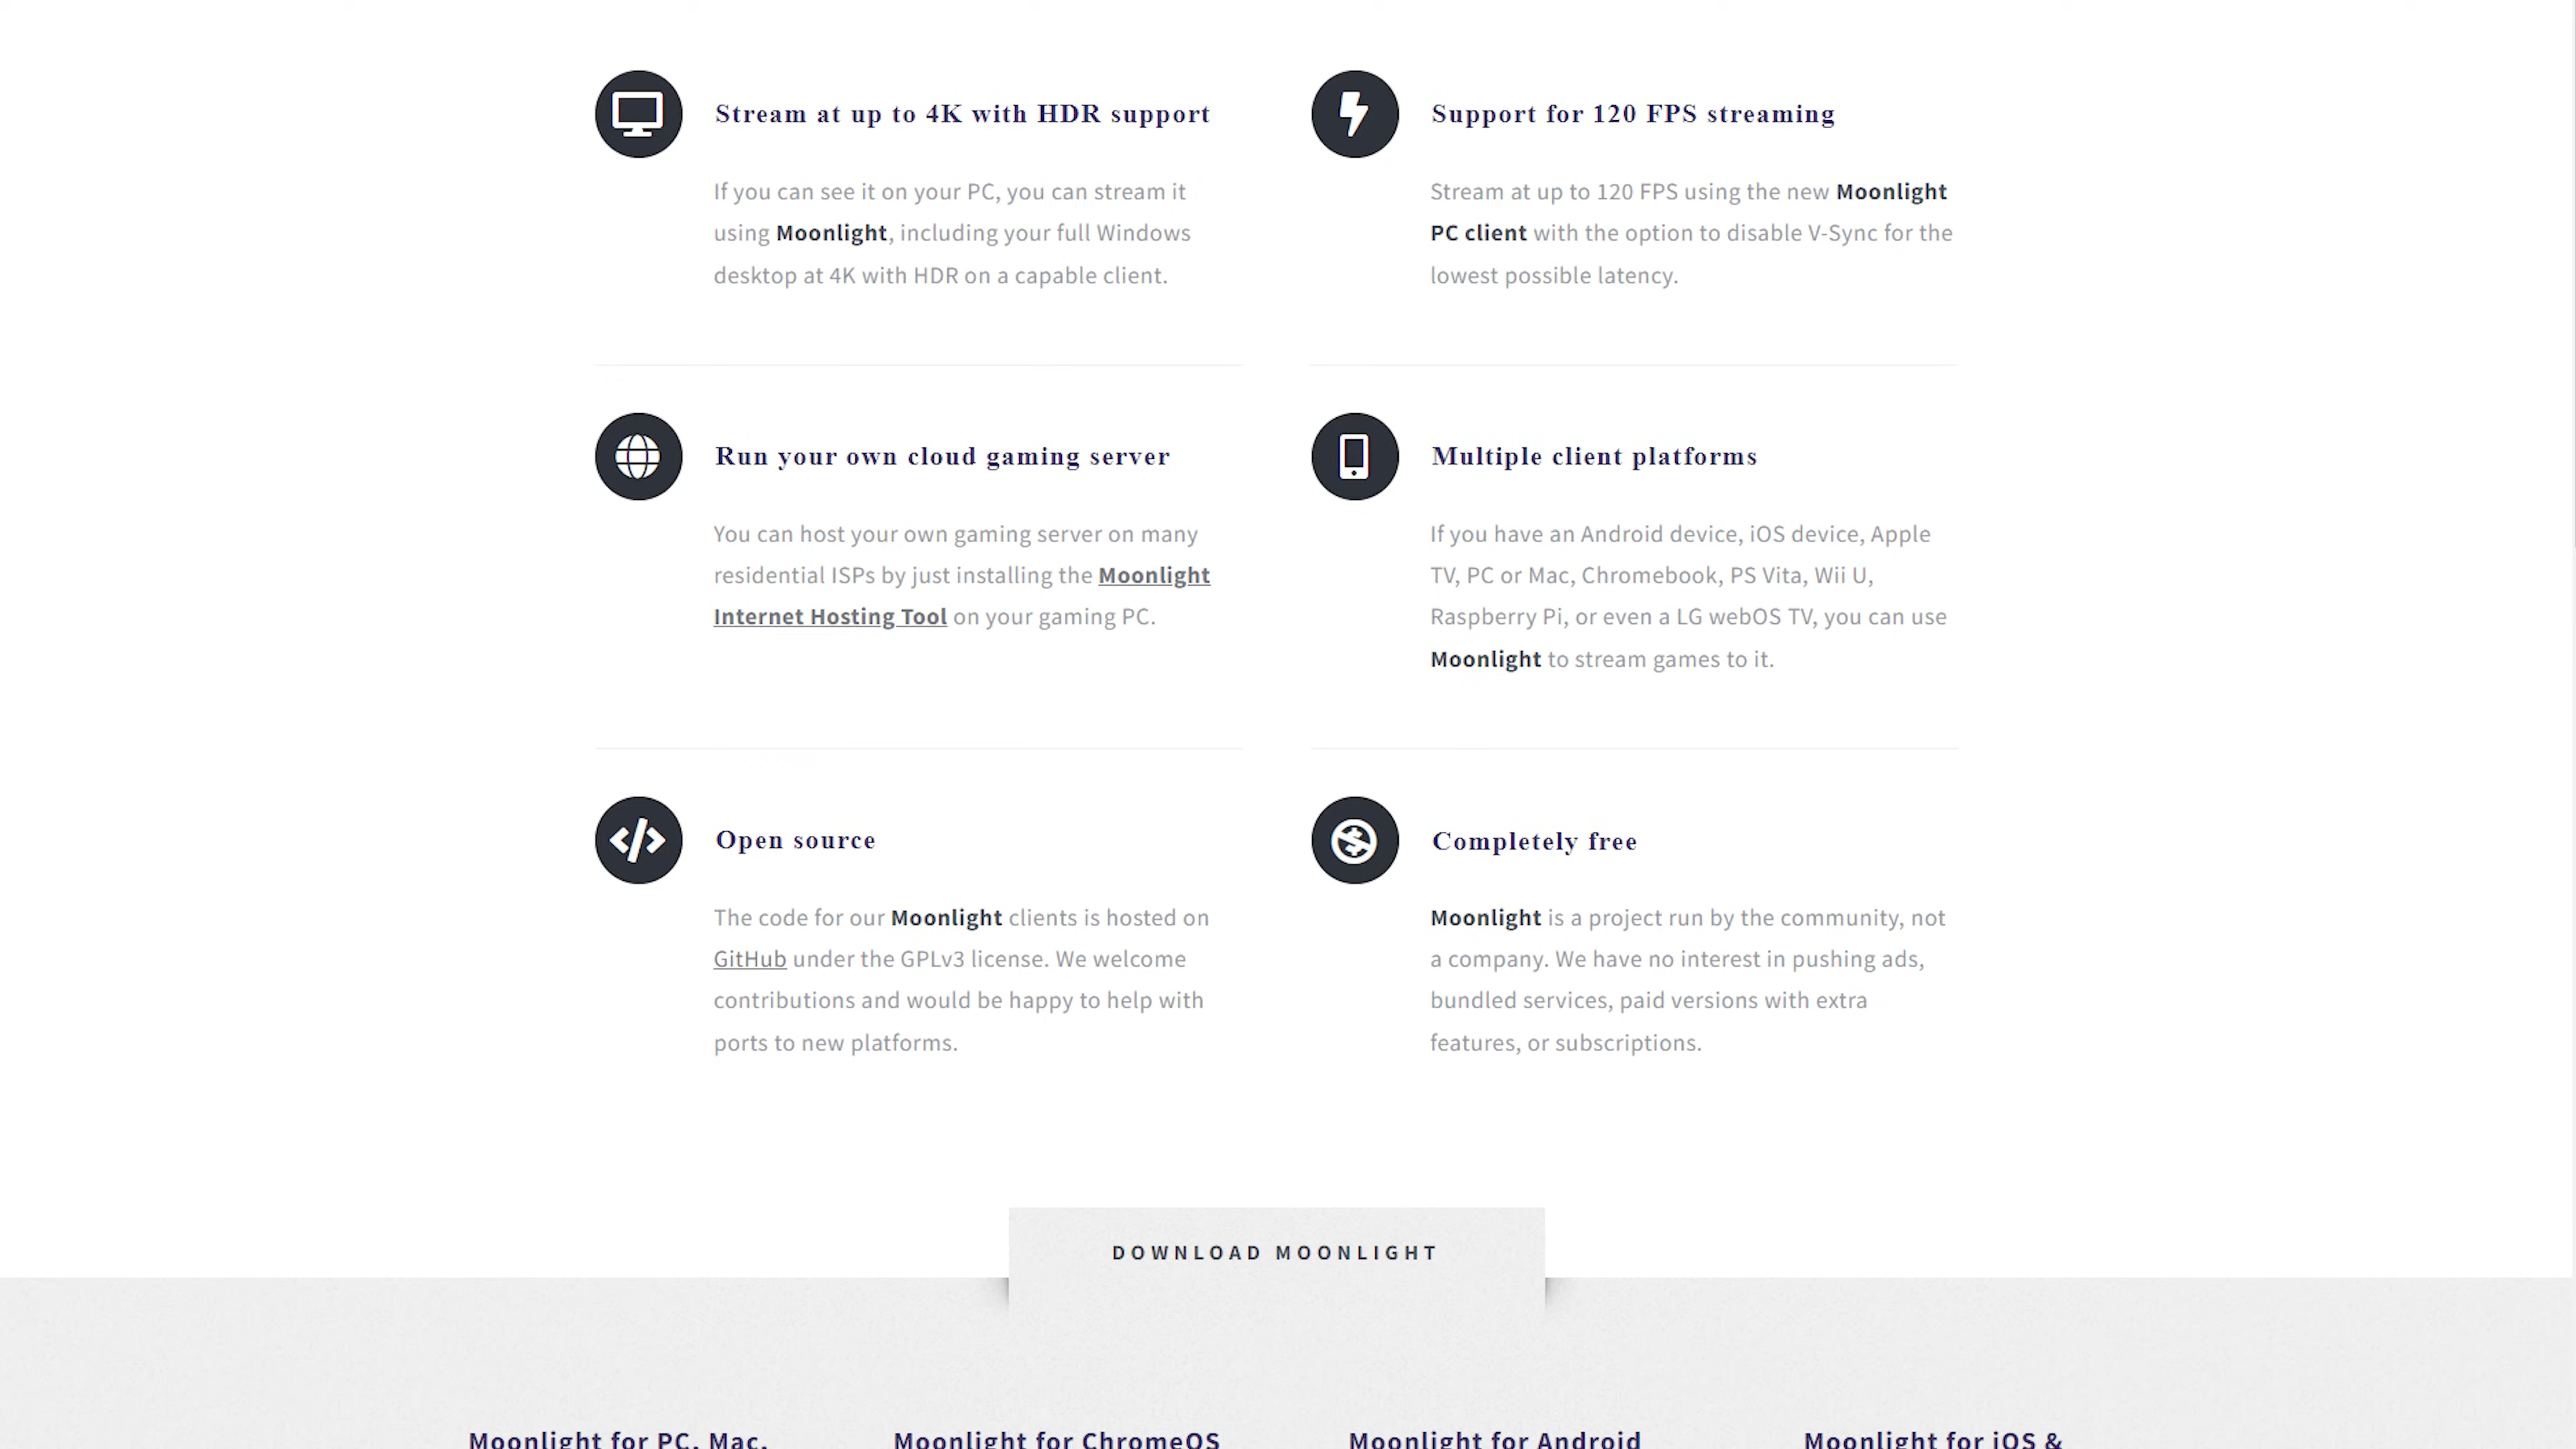 Stream at up to 4K with HDR support
If you can see it on your PC, you can stream it
using Moonlight, including your full Windows
desktop at 4K with HDR on a capable client.
Support for 120 FPS streaming
Stream at up to 120 FPS using the new Moonlight
PC client with the option to disable V-Sync for the
lowest possible latency.
Run your own cloud gaming server
You can host your own gaming server on many
residential ISPs by just installing the Moonlight
Internet Hosting Tool on your gaming PC.
Multiple client platforms
If you have an Android device, iOS device, Apple
TV, PC or Mac, Chromebook, PS Vita, Wii U,
Raspberry Pi, or even a LG webOS TV, you can use
Moonlight to stream games to it.
Open source
The code for our Moonlight clients is hosted on
GitHub under the GPLv3 license. We welcome
contributions and would be happy to help with
ports to new platforms.
Completely free
Moonlight is a project run by the community, not
a company. We have no interest in pushing ads,
bundled services, paid versions with extra
features, or subscriptions.
DOWNLOAD MOONLIGHT
Moonlight for PC, Mac,
Moonlight for ChromeOS
Moonlight for Android
Moonlight for iOS &